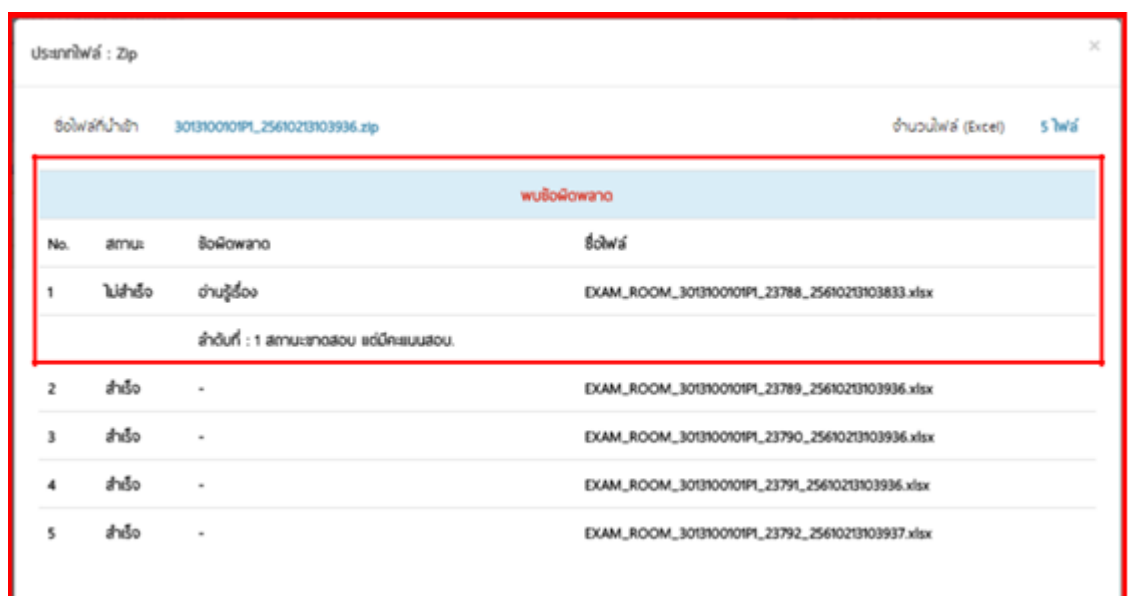 ประเภทไฟล์ : Zip ×
ชื่อไฟล์ที่นำเข้า 3013100101P1_25610213103936.zip จำนวนไฟล์ (Excel) 5 ไฟล์
พบข้อผิดพลาด
No. สถานะ ข้อผิดพลาด ชื่อไฟล์
1 ไม่สำเร็จ อ่านรู้เรื่อง EXAM_ROOM_3013100101P1_23788_25610213103833.xlsx
ลำดับที่ : 1 สถานะขาดสอบ แต่มีคะแนนสอบ.
2 สำเร็จ - EXAM_ROOM_3013100101P1_23789_25610213103936.xlsx
3 สำเร็จ - EXAM_ROOM_3013100101P1_23790_25610213103936.xlsx
4 สำเร็จ - EXAM_ROOM_3013100101P1_23791_25610213103936.xlsx
5 สำเร็จ - EXAM_ROOM_3013100101P1_23792_25610213103937.xlsx